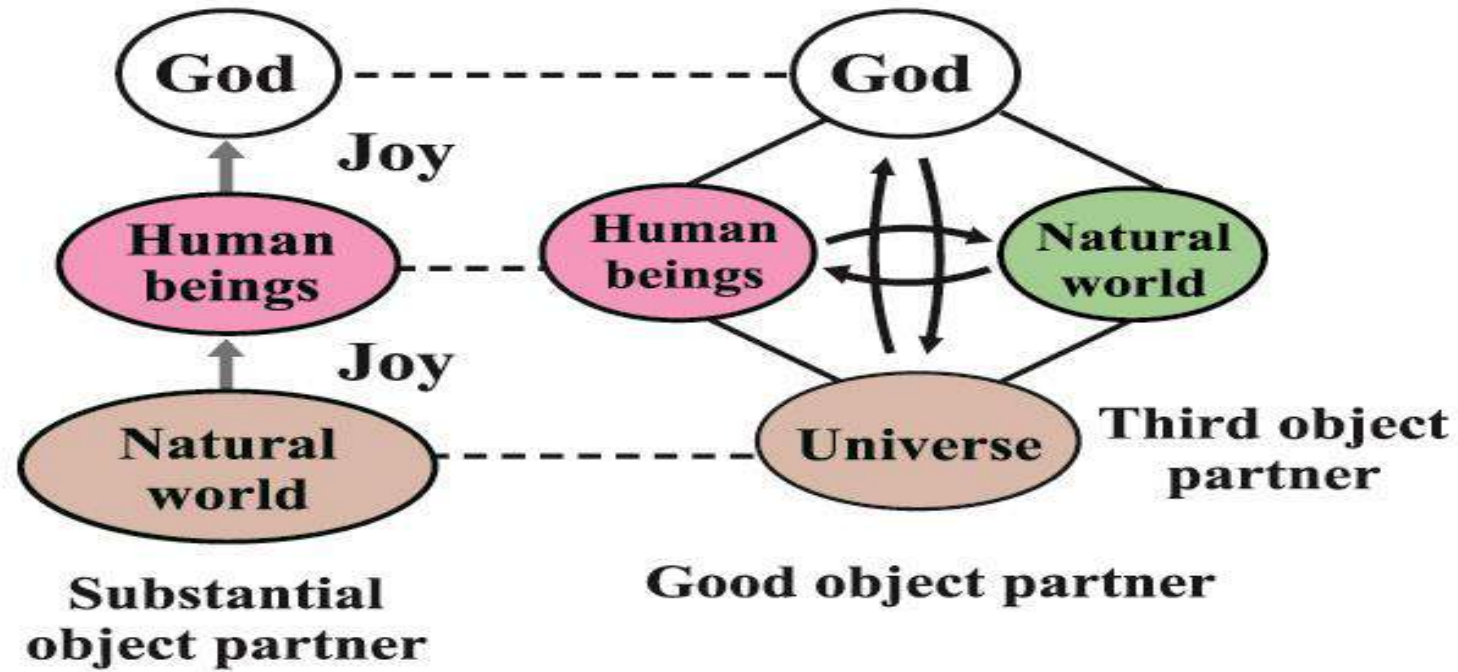 God
God
Joy
Human
beings
Human
beings
Natural
world
Joy
Natural
world
Universe
Third object
partner
Substantial
object partner
Good object partner